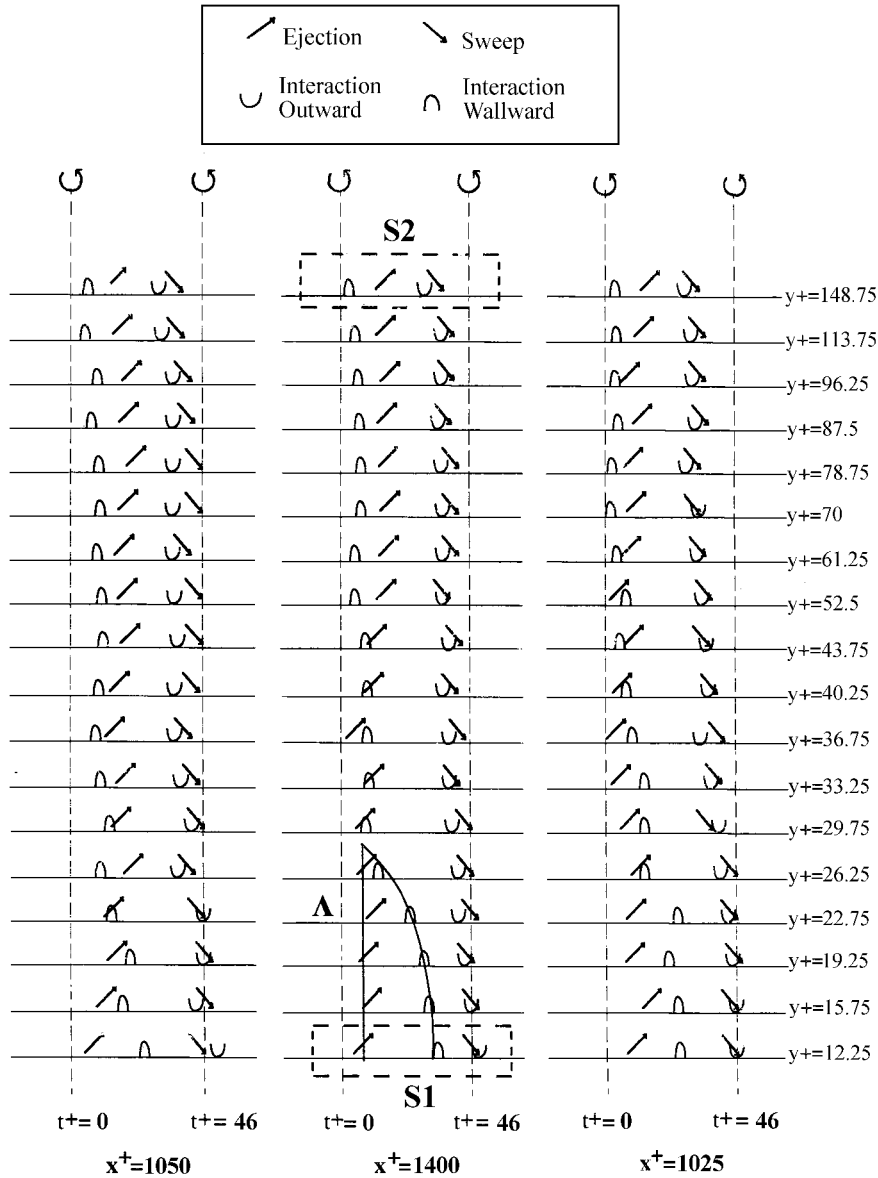 Ejection
Sweep
Interaction
Outward
Interaction
Wallward
S2
y+=148.75
y+=113.75
y+=96.25
y+=87.5
y+=78.75
y+=70
y+=61.25
y+=52.5
y+=43.75
y+=40.25
y+=36.75
y+=33.25
y+=29.75
y+=26.25
Λ
y+=22.75
y+=19.25
y+=15.75
y+=12.25
S1
t+= 0 t+= 46 t+= 0 t+= 46 t+= 0 t+= 46
x+=1050 x+=1400 x+=1025